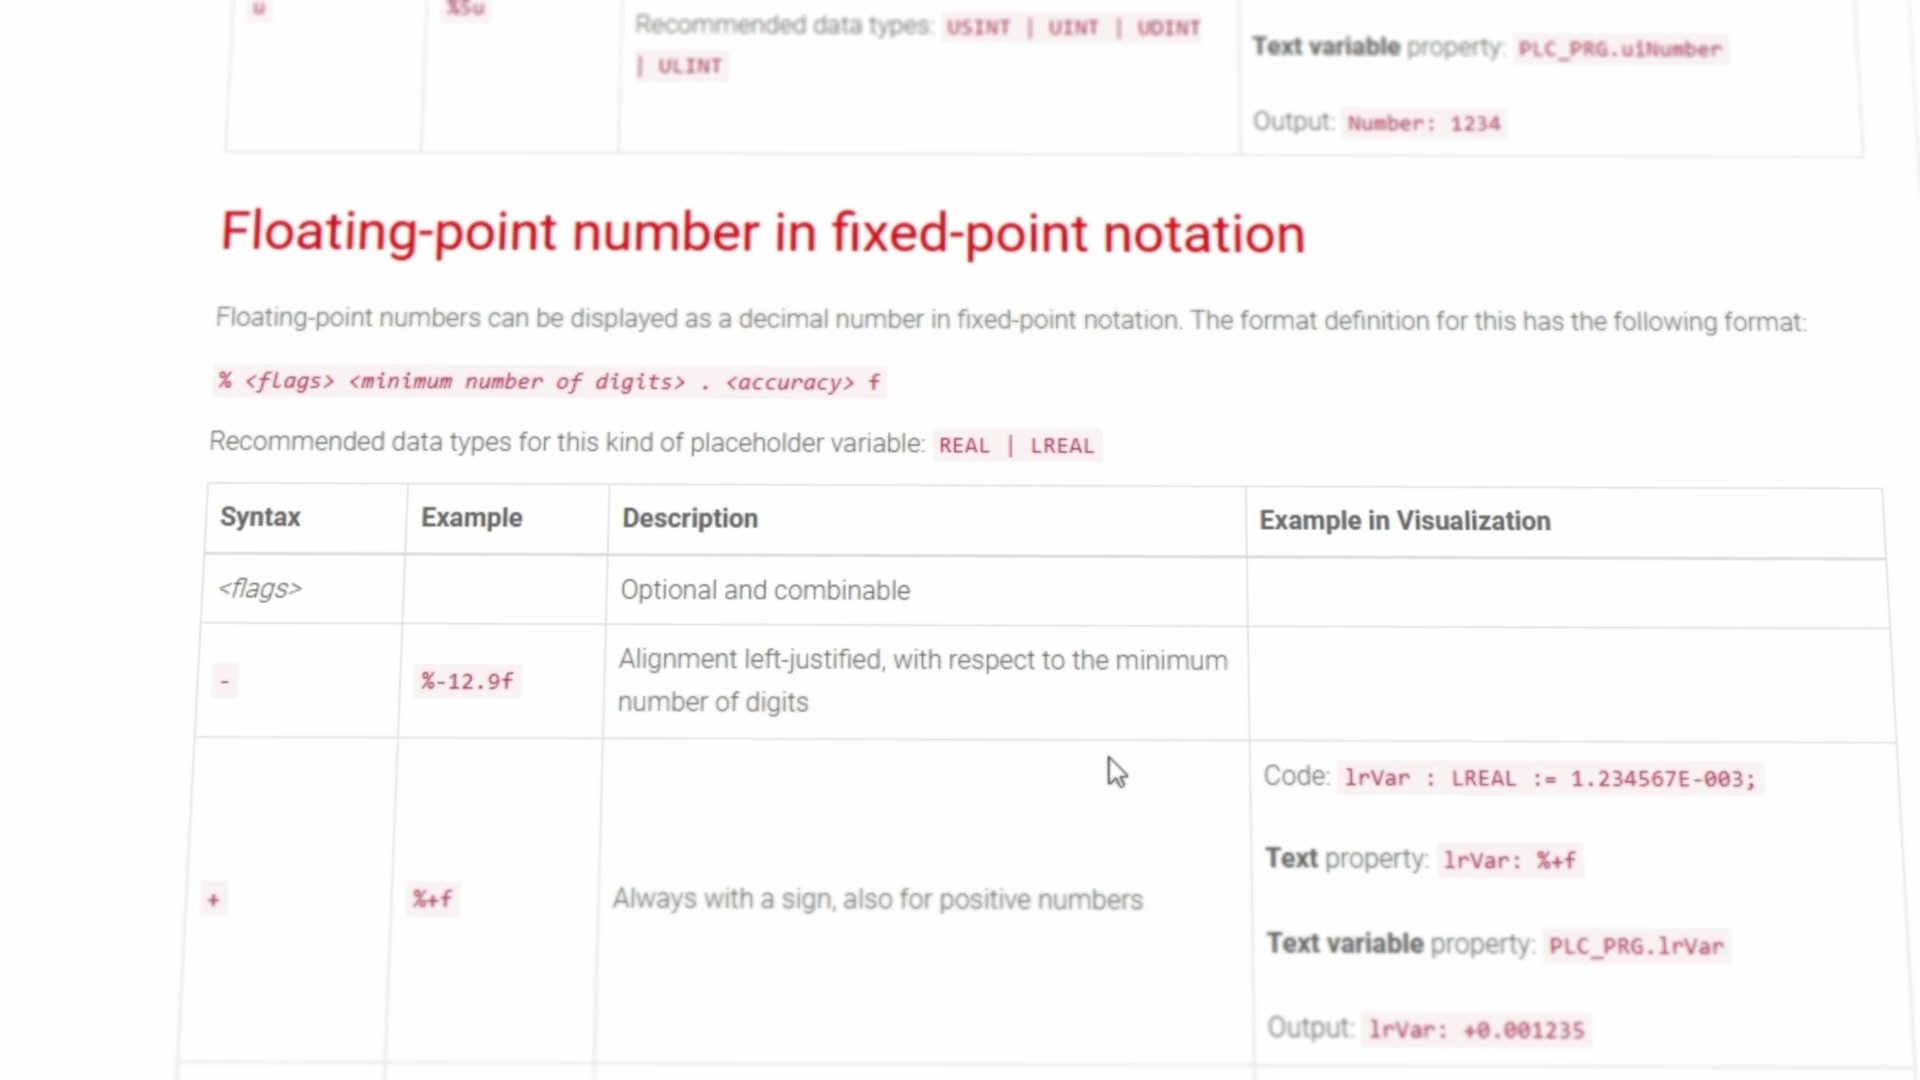 u
%5u
Recommended data types: USINT | UINT | UDINT
| ULINT
Text variable property: PLC_PRG.uiNumber
Output: Number: 1234
Floating-point number in fixed-point notation
Floating-point numbers can be displayed as a decimal number in fixed-point notation. The format definition for this has the following format:
% <flags> <minimum number of digits> . <accuracy> f
Recommended data types for this kind of placeholder variable: REAL | LREAL
Syntax
Example
Description
Example in Visualization
<flags>
Optional and combinable
-
%-12.9f
Alignment left-justified, with respect to the minimum
number of digits
+
%+f
Always with a sign, also for positive numbers
Code: lrVar : LREAL := 1.234567E-003;
Text property: lrVar: %+f
Text variable property: PLC_PRG.lrVar
Output: lrVar: +0.001235